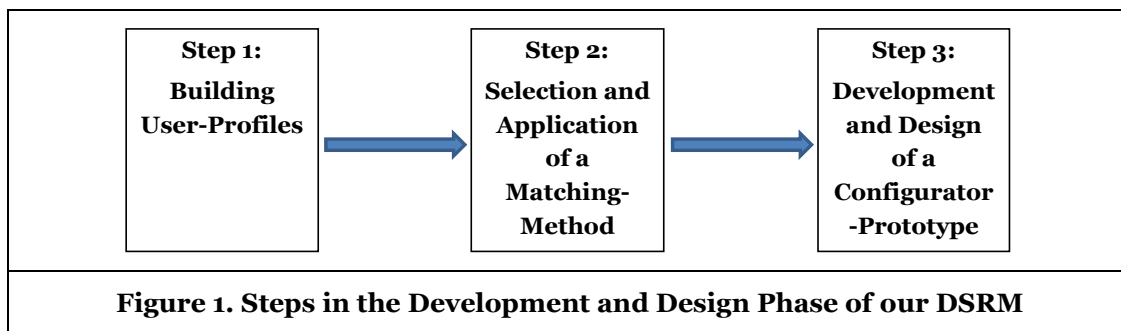 Step 1:
Building
User-Profiles
Step 2:
Selection and
Application
of a
Matching-
Method
Step 3:
Development
and Design
of a
Configurator
-Prototype
Figure 1. Steps in the Development and Design Phase of our DSRM